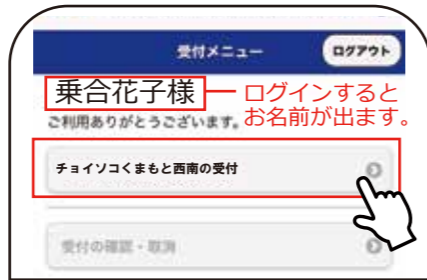 受付メニュー
ログアウト
乗合花子様
ログインすると
お名前が出ます。
ご利用ありがとうございます。
チョイソコくまもと西南の受付
受付の確認・取消